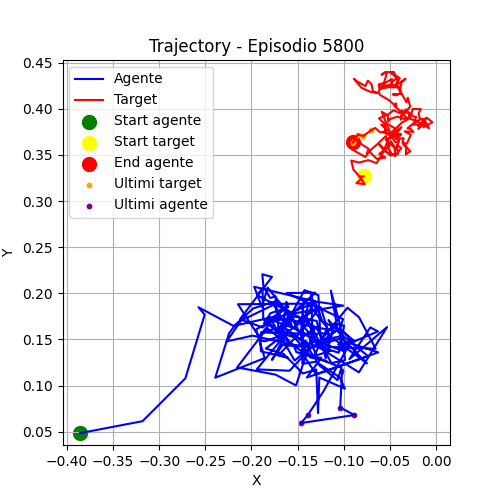 Trajectory - Episodio 5800
Agente
Target
Start agente
Start target
End agente
Ultimi target
Ultimi agente
0.45
0.40
0.35
0.30
0.25
0.20
0.15
0.10
0.05
Y
−0.40 −0.35 −0.30 −0.25 −0.20 −0.15 −0.10 −0.05 0.00
X